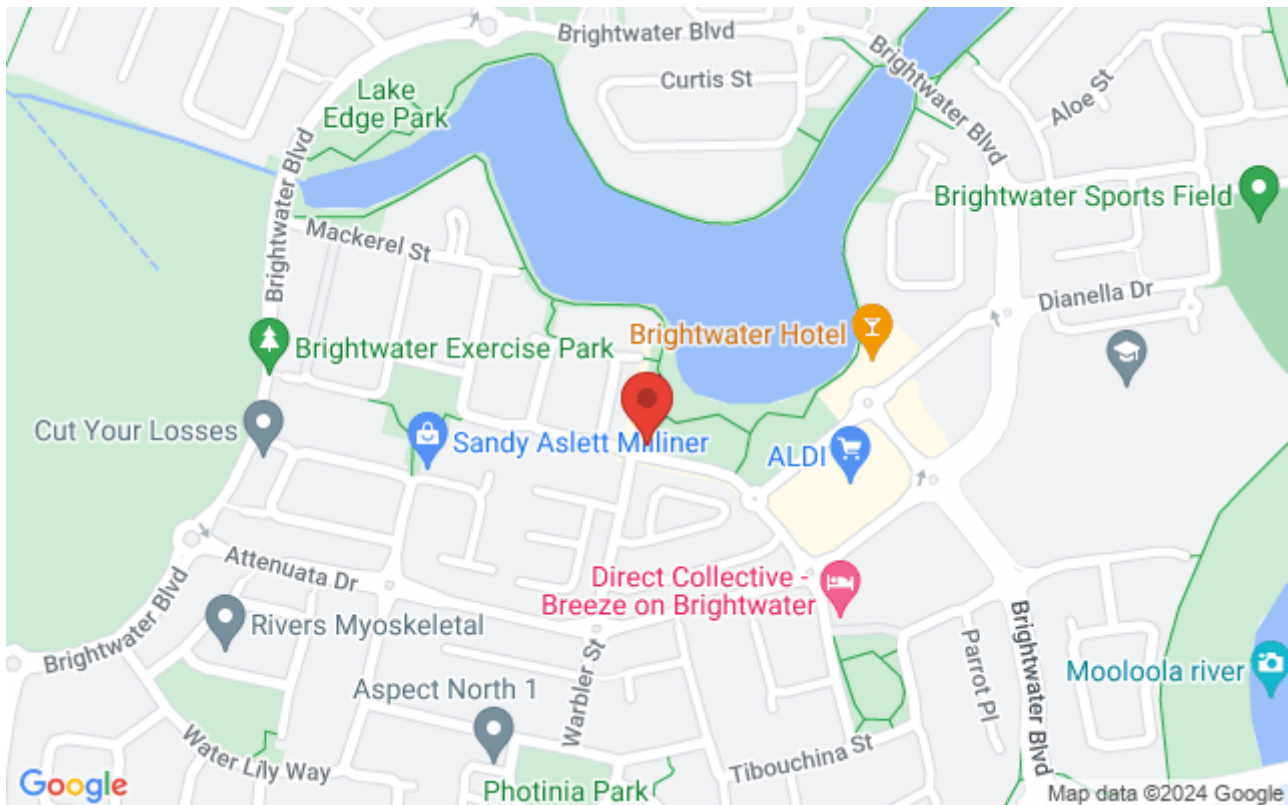 Brightwater Blvd
Curtis St
Brightwater Blvd
Aloe St
Lake
Edge Park
Brightwater Blvd
Brightwater Sports Field
Mackerel St
Dianella Dr
Brightwater Hotel
Brightwater Exercise Park
Cut Your Losses
Sandy Aslett Milliner
ALDI
Attenuata Dr
Direct Collective -
Breeze on Brightwater
Brightwater Blvd
Rivers Myoskeletal
Warbler St
Parrot Pl
Brightwater Blvd
Mooloola river
Aspect North 1
Water Lily Way
Tibouchina St
Photinia Park
Google
Map data ©2024 Google